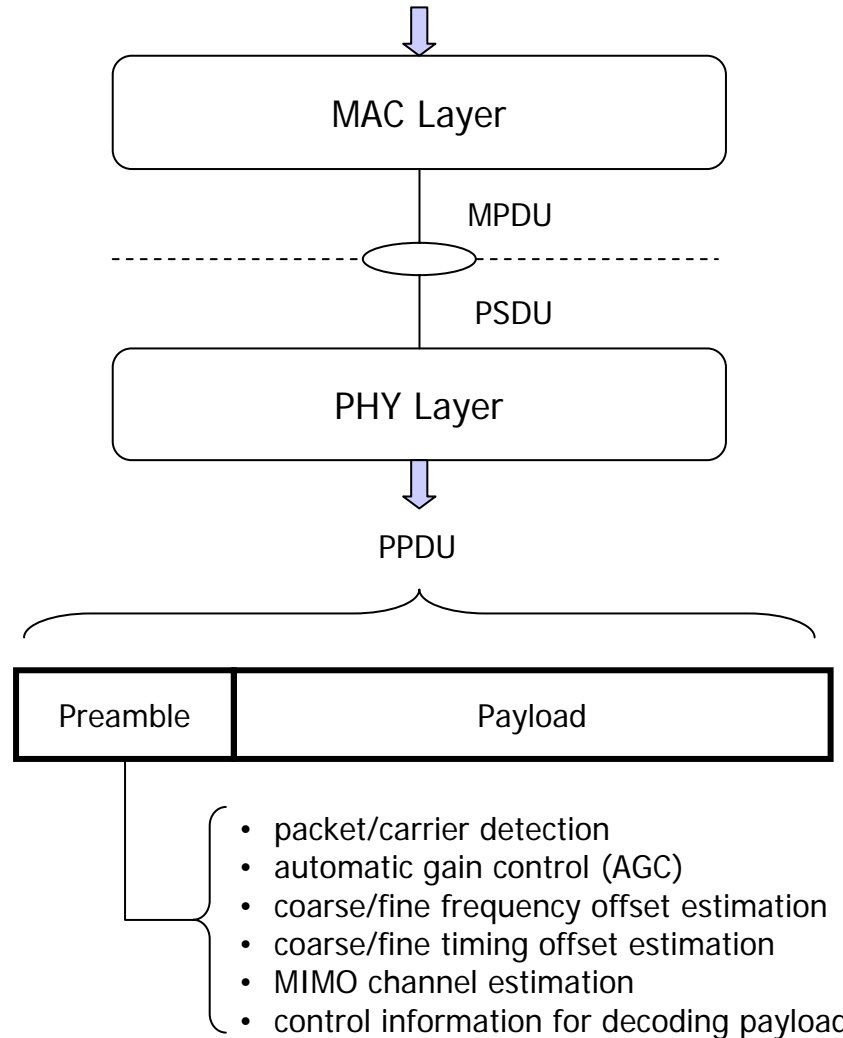 MAC Layer
MPDU
PSDU
PHY Layer
PPDU
Preamble
Payload
• packet/carrier detection
• automatic gain control (AGC)
• coarse/fine frequency offset estimation
• coarse/fine timing offset estimation
• MIMO channel estimation
• control information for decoding payload